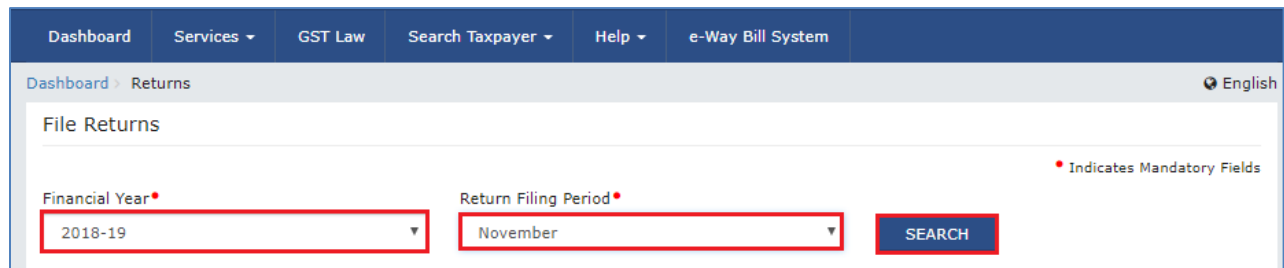 Dashboard Services GST Law Search Taxpayer Help e-Way Bill System
Dashboard > Returns English
File Returns
• Indicates Mandatory Fields
Financial Year• Return Filing Period•
2018-19 November SEARCH